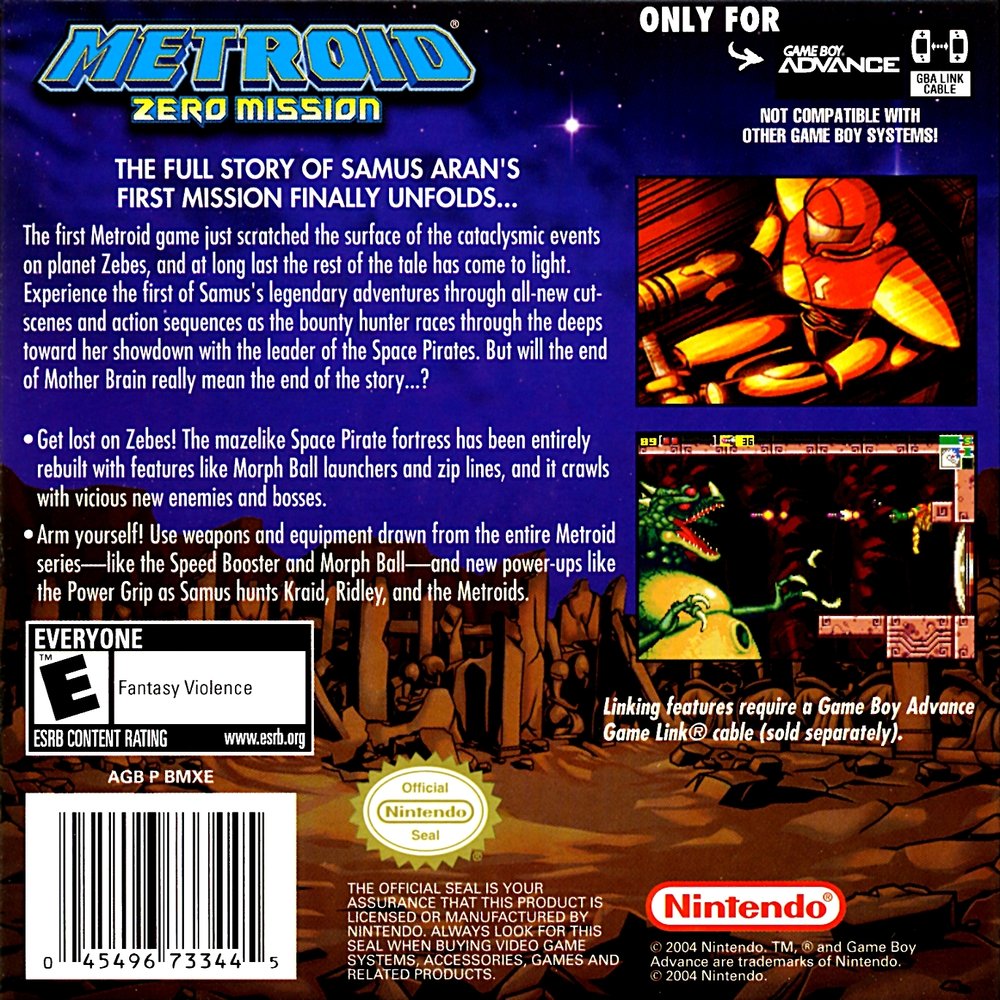 METROID®
ZERO MISSION
ONLY FOR
GAME BOY
ADVANCE
GBA LINK
CABLE
NOT COMPATIBLE WITH
OTHER GAME BOY SYSTEMS!
THE FULL STORY OF SAMUS ARAN'S
FIRST MISSION FINALLY UNFOLDS...
The first Metroid game just scratched the surface of the cataclysmic events
on planet Zebes, and at long last the rest of the tale has come to light.
Experience the first of Samus's legendary adventures through all-new cut-
scenes and action sequences as the bounty hunter races through the deeps
toward her showdown with the leader of the Space Pirates. But will the end
of Mother Brain really mean the end of the story...?
• Get lost on Zebes! The mazelike Space Pirate fortress has been entirely
rebuilt with features like Morph Ball launchers and zip lines, and it crawls
with vicious new enemies and bosses.
• Arm yourself! Use weapons and equipment drawn from the entire Metroid
series—like the Speed Booster and Morph Ball—and new power-ups like
the Power Grip as Samus hunts Kraid, Ridley, and the Metroids.
89
36
Linking features require a Game Boy Advance
Game Link® cable (sold separately).
EVERYONE
E™
Fantasy Violence
ESRB CONTENT RATING www.esrb.org
AGB P BMXE
0 45496 73344 5
Official
Nintendo
Seal
®
THE OFFICIAL SEAL IS YOUR
ASSURANCE THAT THIS PRODUCT IS
LICENSED OR MANUFACTURED BY
NINTENDO. ALWAYS LOOK FOR THIS
SEAL WHEN BUYING VIDEO GAME
SYSTEMS, ACCESSORIES, GAMES AND
RELATED PRODUCTS.
Nintendo®
© 2004 Nintendo. TM, ® and Game Boy
Advance are trademarks of Nintendo.
© 2004 Nintendo.